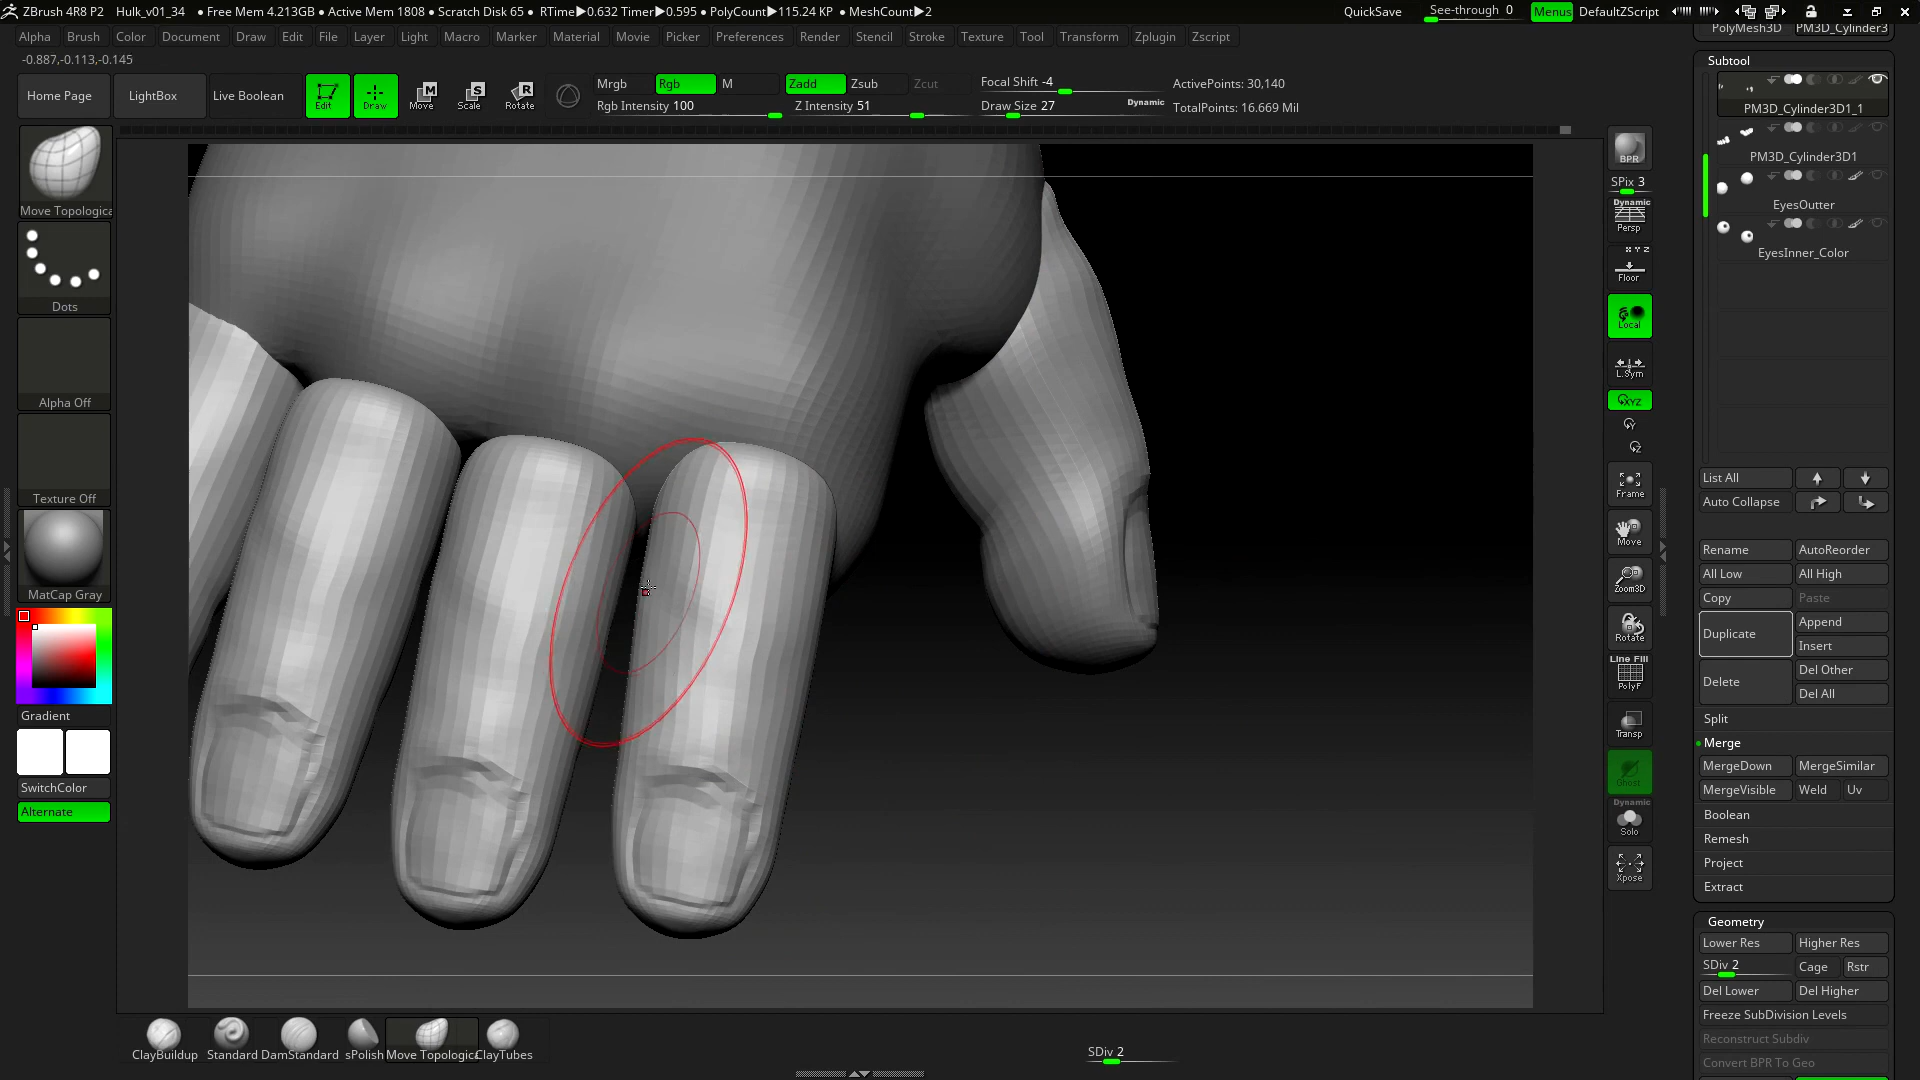 ZBrush 4R8 P2 Hulk_v01_34 • Free Mem 4.213GB • Active Mem 1808 • Scratch Disk 65 • RTime▶0.632 Timer▶0.595 • PolyCount▶115.24 KP • MeshCount▶2 QuickSave See-through 0 Menus DefaultZScript
Alpha Brush Color Document Draw Edit File Layer Light Macro Marker Material Movie Picker Preferences Render Stencil Stroke Texture Tool Transform Zplugin Zscript
PolyMesh3D PM3D_Cylinder3
-0.887,-0.113,-0.145
Home Page LightBox Live Boolean Edit Draw Move Scale Rotate
Mrgb Rgb M Zadd Zsub Zcut Focal Shift -4 ActivePoints: 30,140
Rgb Intensity 100 Z Intensity 51 Draw Size 27 Dynamic TotalPoints: 16.669 Mil
Move Topologica
Dots
Alpha Off
Texture Off
MatCap Gray
Gradient
SwitchColor
Alternate
BPR
SPix 3
Dynamic
Persp
X Y Z
Floor
Local
L.Sym
XYZ
Y
Z
Frame
Move
Zoom3D
Rotate
Line Fill
PolyF
Transp
Ghost
Dynamic
Solo
Xpose
Subtool
PM3D_Cylinder3D1_1
PM3D_Cylinder3D1
EyesOutter
EyesInner_Color
List All
Auto Collapse
Rename AutoReorder
All Low All High
Copy Paste
Duplicate Append
Insert
Delete Del Other
Del All
Split
Merge
MergeDown MergeSimilar
MergeVisible Weld Uv
Boolean
Remesh
Project
Extract
Geometry
Lower Res Higher Res
SDiv 2 Cage Rstr
Del Lower Del Higher
Freeze SubDivision Levels
Reconstruct Subdiv
Convert BPR To Geo
ClayBuildup Standard DamStandard sPolish Move Topologica ClayTubes
SDiv 2